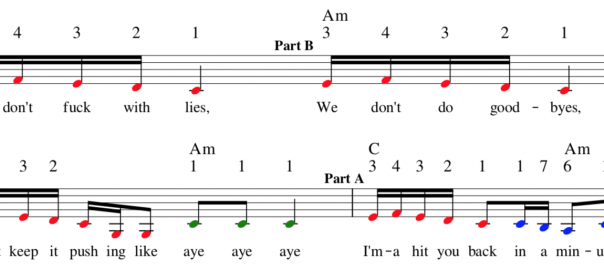 Am
4 3 2 1 3 4 3 2 1
Part B
don't fuck with lies, We don't do good - byes,
Am C Am
3 2 1 1 1 3 4 3 2 1 1 7 6
Part A
keep it push ing like aye aye aye I'm-a hit you back in a min - u